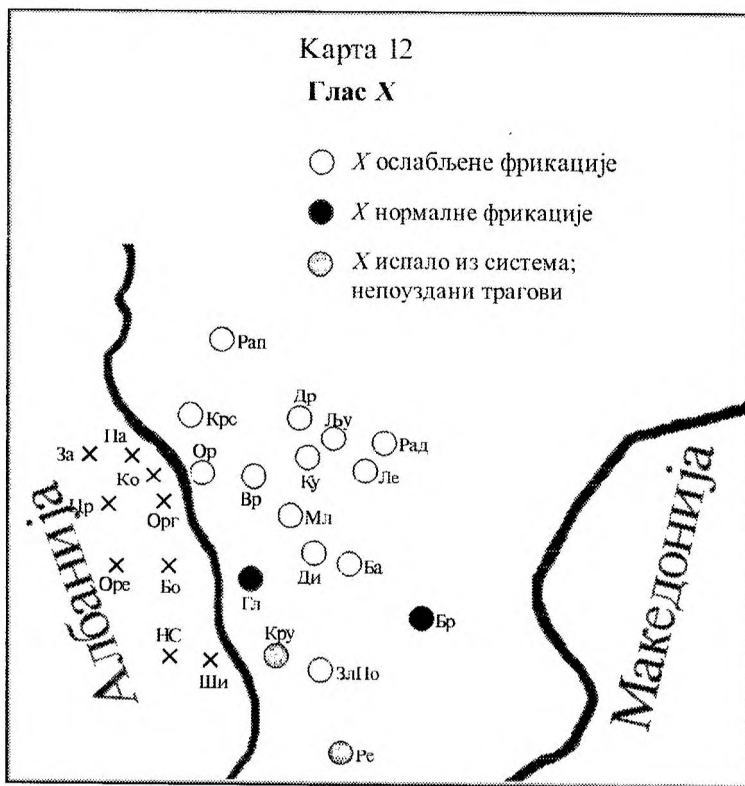 Карта 12
Глас X
X ослабљене фрикације
X нормалне фрикације
X испало из система;
непоуздани трагови
Рап
Крс
Др
Љу
Рад
Па
За
Ор
Ку
Ле
Ко
Вр
Цр
Орг
Мл
Ди
Ба
Оре
Бо
Гл
Бр
НС
Ши
Кру
ЗлПо
Ре
Албанија
Македонија